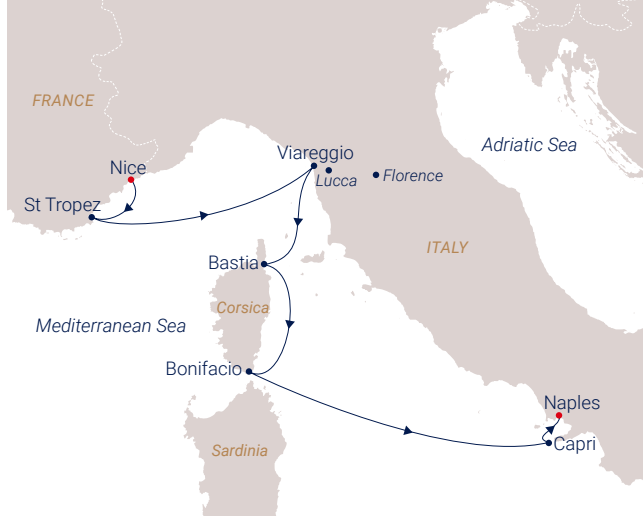 FRANCE
Adriatic Sea
Viareggio
Nice
Lucca
Florence
St Tropez
ITALY
Bastia
Corsica
Mediterranean Sea
Bonifacio
Naples
Capri
Sardinia